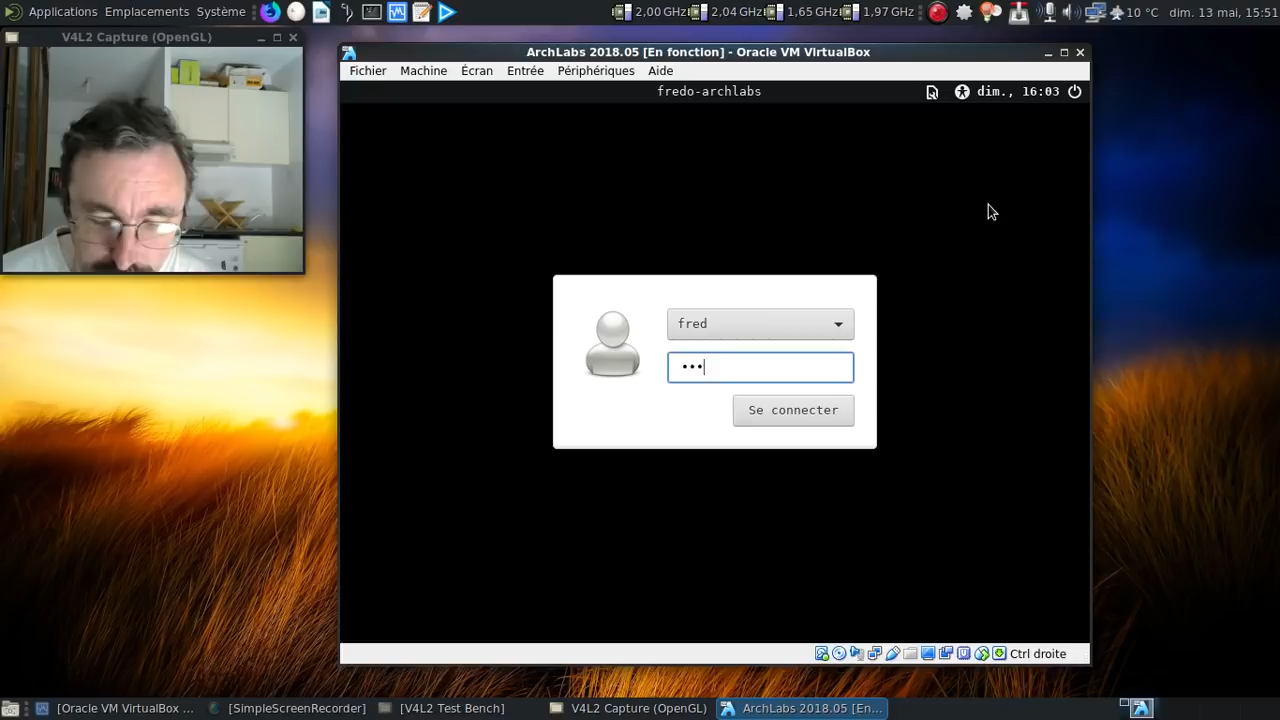 Applications Emplacements Système
2,00 GHz 2,04 GHz 1,65 GHz 1,97 GHz
10 °C dim. 13 mai, 15:51
V4L2 Capture (OpenGL)
ArchLabs 2018.05 [En fonction] - Oracle VM VirtualBox
Fichier Machine Écran Entrée Périphériques Aide
fredo-archlabs
dim., 16:03
fred
•••
Se connecter
Ctrl droite
[Oracle VM VirtualBox ... [SimpleScreenRecorder] [V4L2 Test Bench] V4L2 Capture (OpenGL) ArchLabs 2018.05 [En...